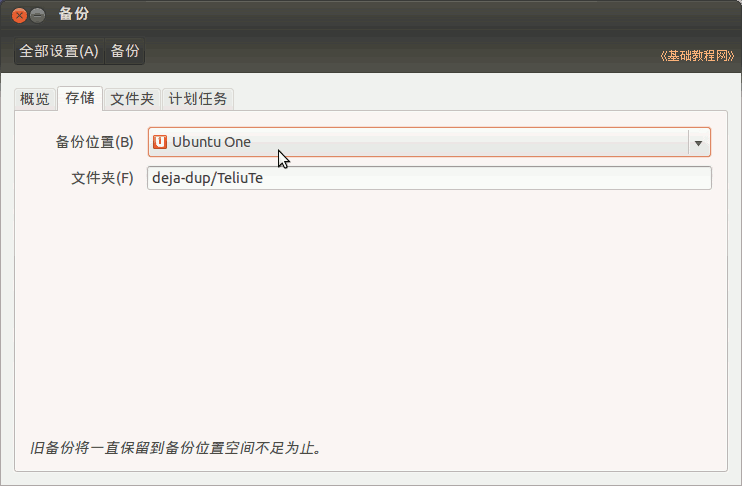 备份
全部设置(A) 备份
《基础教程网》
概览 存储 文件夹 计划任务
备份位置(B) Ubuntu One
文件夹(F) deja-dup/TeliuTe
旧备份将一直保留到备份位置空间不足为止。